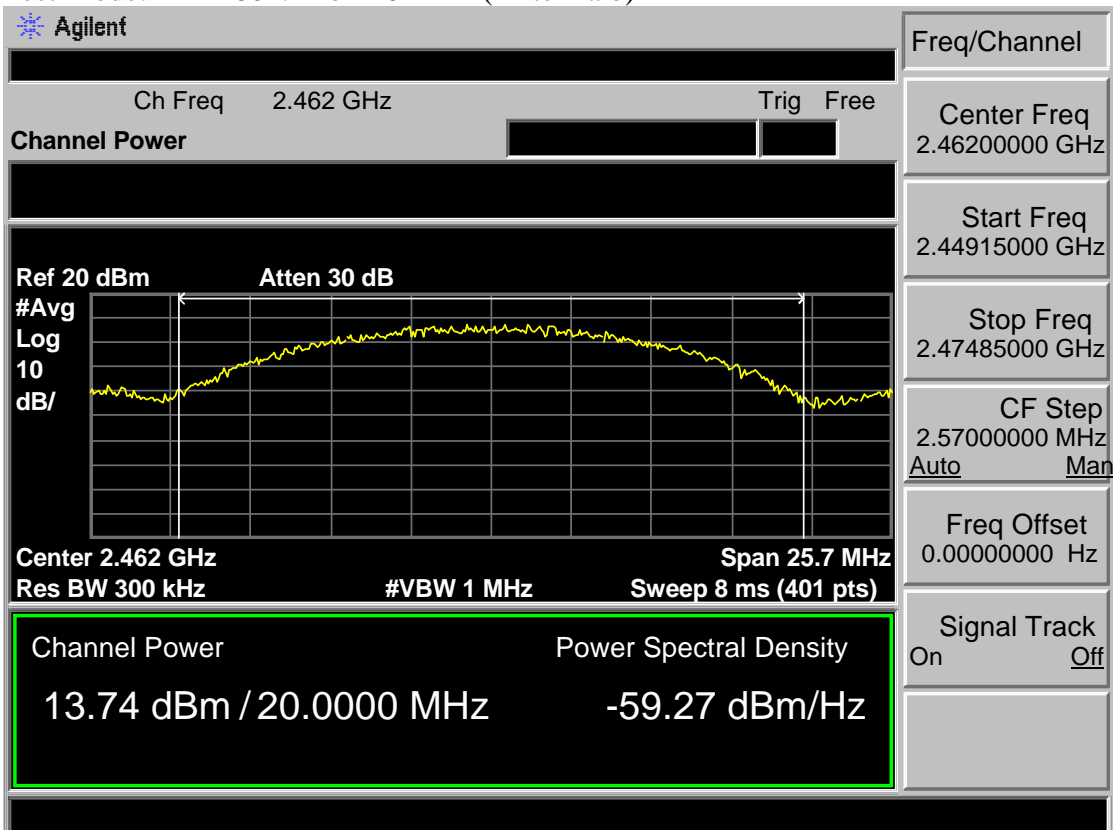 Agilent
Freq/Channel
Ch Freq 2.462 GHz Trig Free
Channel Power
Center Freq
2.46200000 GHz
Start Freq
2.44915000 GHz
Stop Freq
2.47485000 GHz
CF Step
2.57000000 MHz
Auto Man
Freq Offset
0.00000000 Hz
Signal Track
On Off
Ref 20 dBm Atten 30 dB
#Avg
Log
10
dB/
Center 2.462 GHz Span 25.7 MHz
Res BW 300 kHz #VBW 1 MHz Sweep 8 ms (401 pts)
Channel Power Power Spectral Density
13.74 dBm / 20.0000 MHz -59.27 dBm/Hz